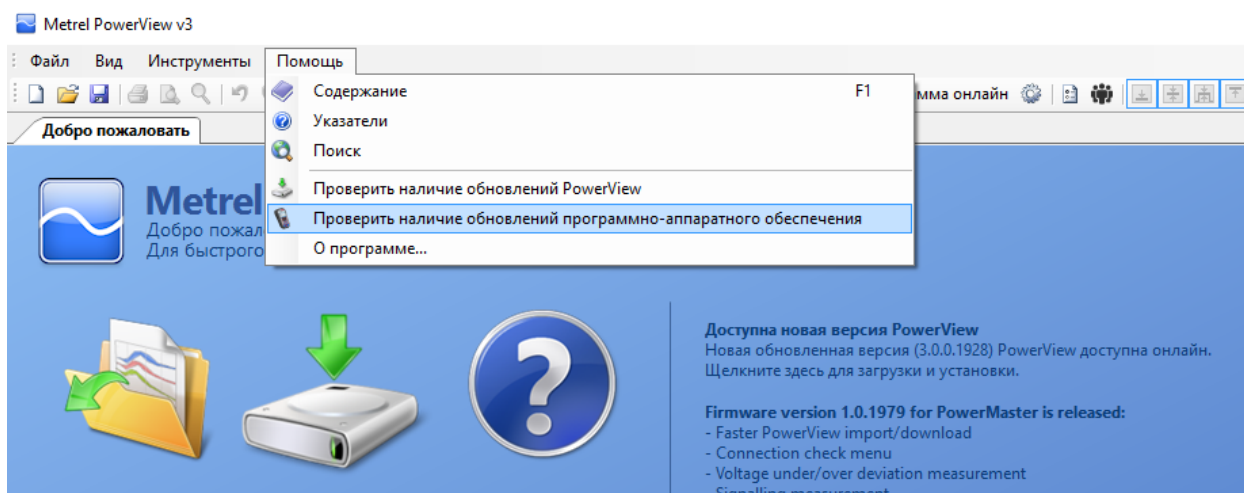 Metrel PowerView v3
Файл Вид Инструменты Помощь
Содержание F1
мма онлайн
Указатели
Поиск
Проверить наличие обновлений PowerView
Проверить наличие обновлений программно-аппаратного обеспечения
О программе...
Добро пожаловать
Metrel
Добро пожал
Для быстрого
Доступна новая версия PowerView
Новая обновленная версия (3.0.0.1928) PowerView доступна онлайн.
Щелкните здесь для загрузки и установки.
Firmware version 1.0.1979 for PowerMaster is released:
- Faster PowerView import/download
- Connection check menu
- Voltage under/over deviation measurement
- Signalling measurement